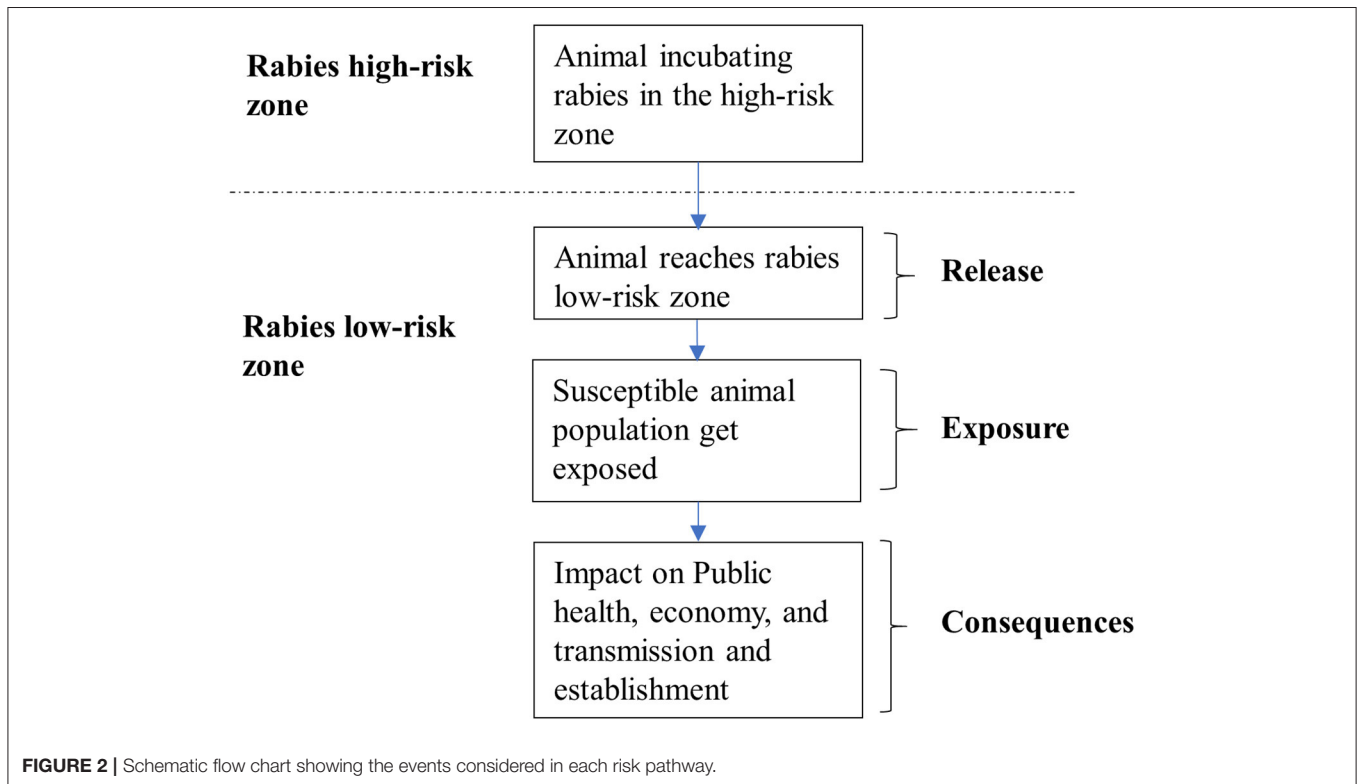 Rabies high-risk
zone
Animal incubating
rabies in the high-risk
zone
Rabies low-risk
zone
Animal reaches rabies
low-risk zone
Release
Susceptible animal
population get
exposed
Exposure
Impact on Public
health, economy, and
transmission and
establishment
Consequences
FIGURE 2 | Schematic flow chart showing the events considered in each risk pathway.